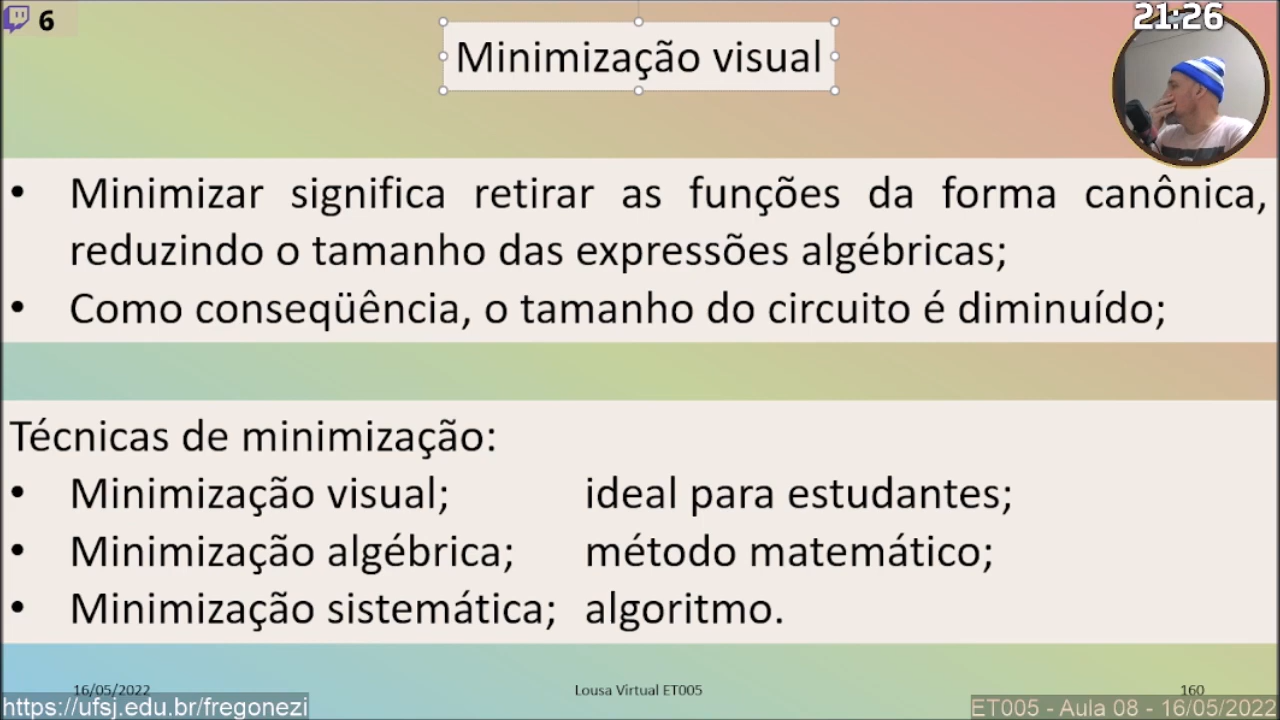 6
21:26
Minimização visual
• Minimizar significa retirar as funções da forma canônica,
reduzindo o tamanho das expressões algébricas;
• Como conseqüência, o tamanho do circuito é diminuído;
Técnicas de minimização:
• Minimização visual; ideal para estudantes;
• Minimização algébrica; método matemático;
• Minimização sistemática; algoritmo.
16/05/2022 Lousa Virtual ET005 160
https://ufsj.edu.br/fregonezi ET005 - Aula 08 - 16/05/2022